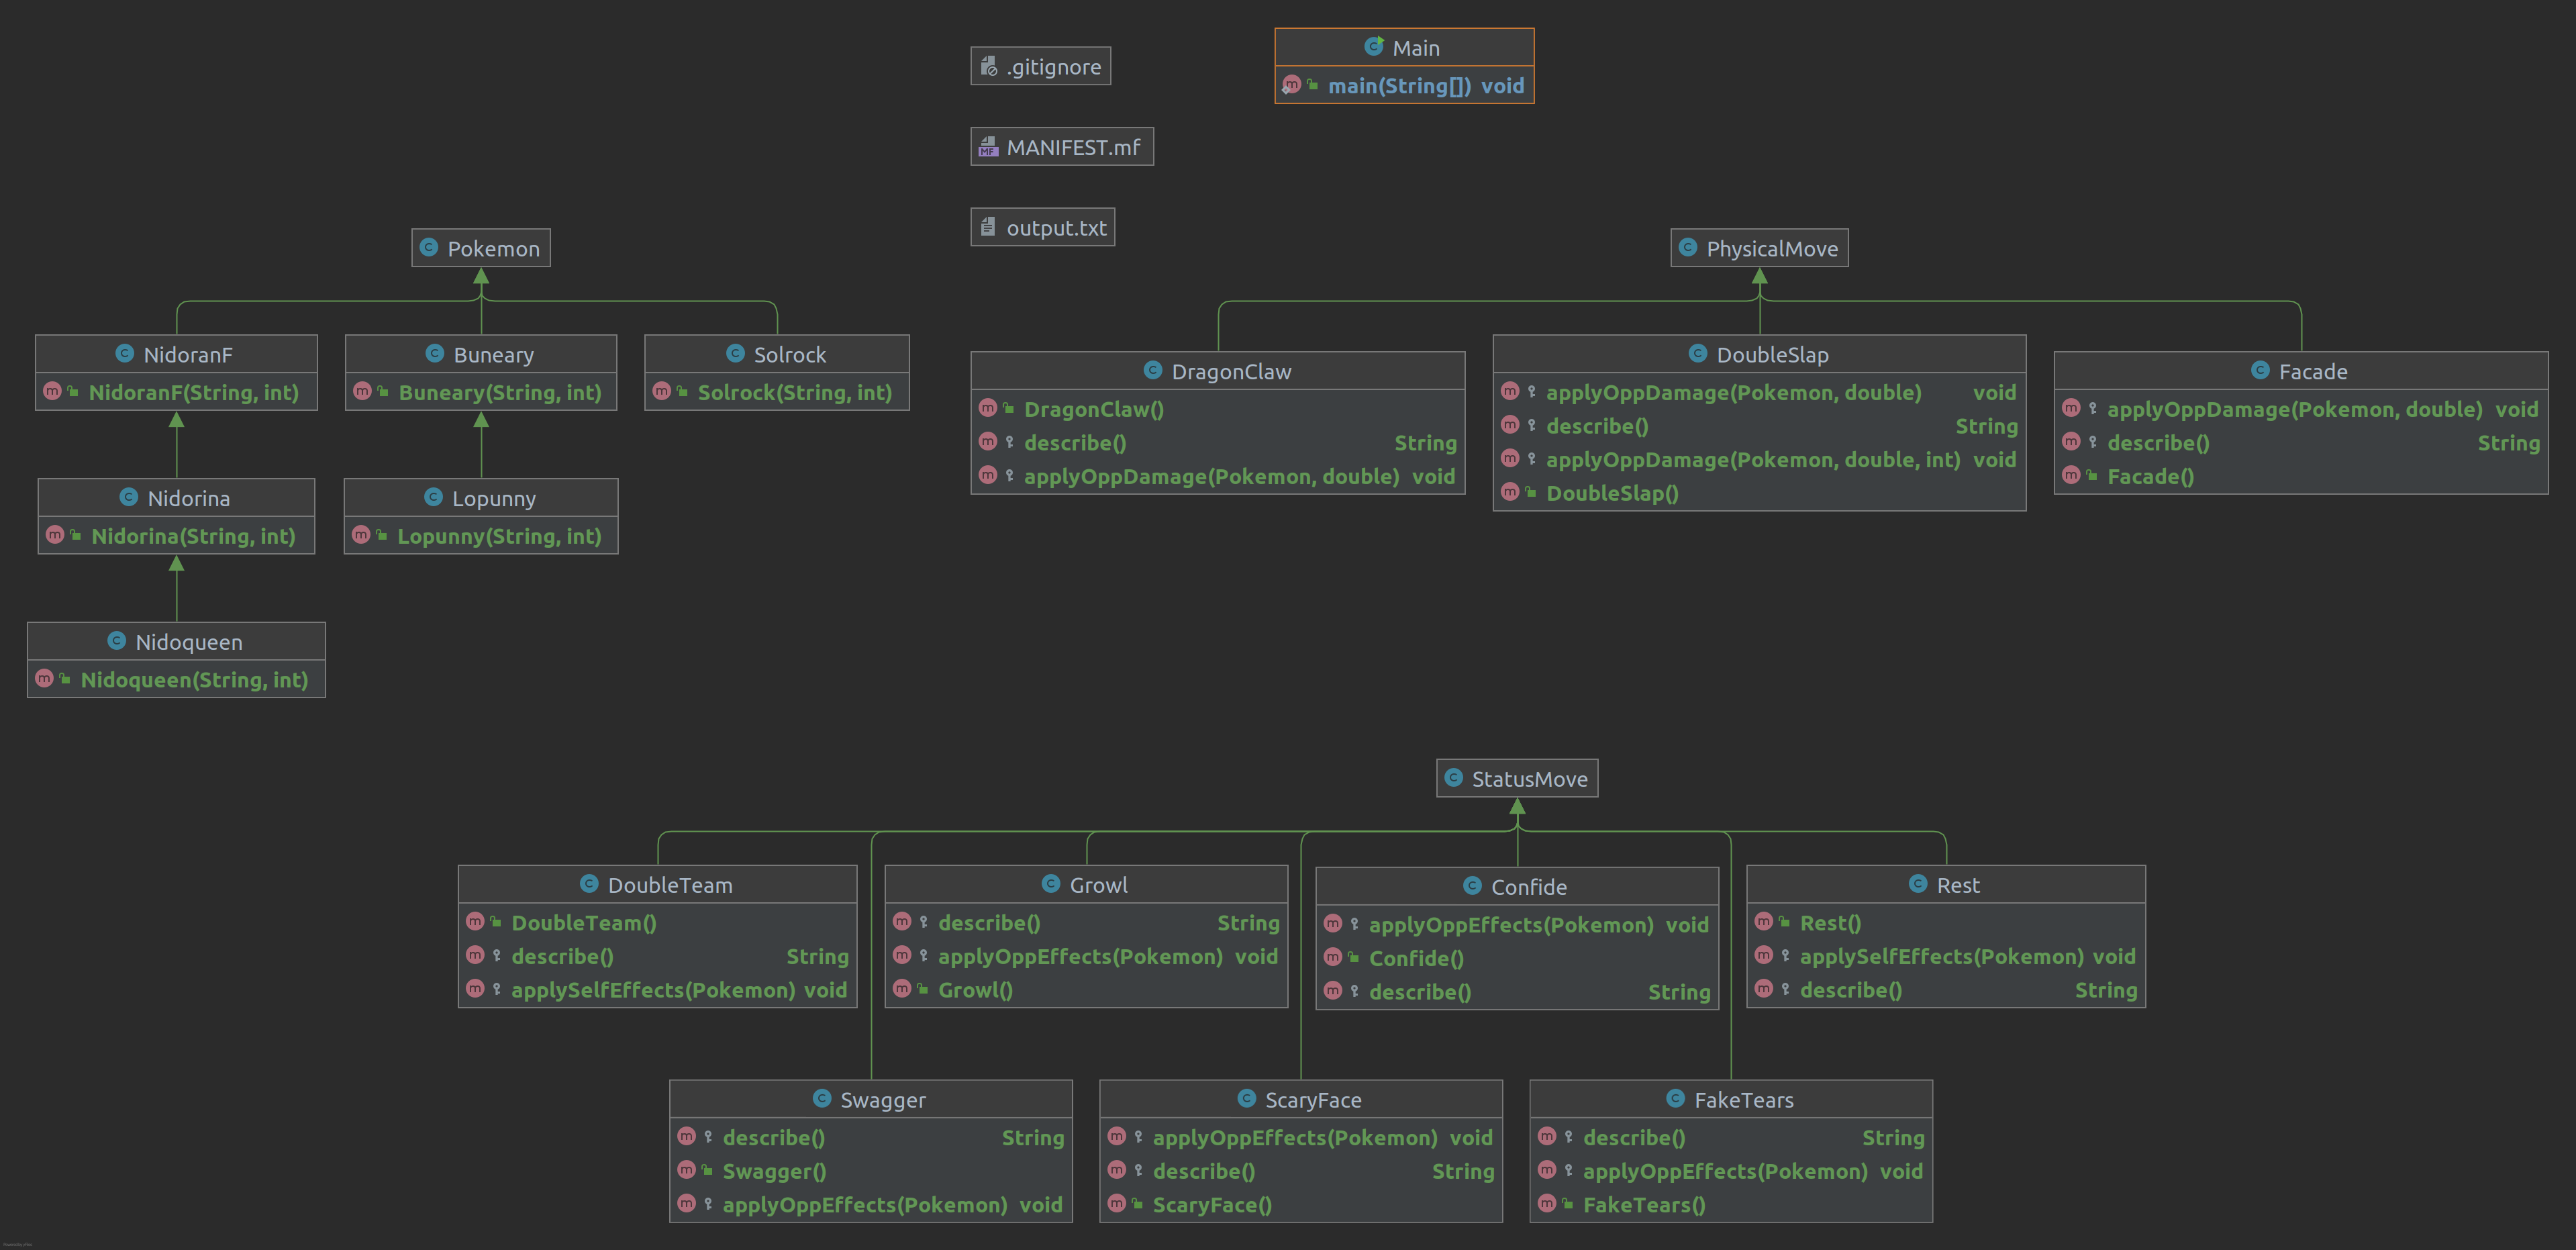 .gitignore
Main
main(String[]) void
MANIFEST.mf
MF
output.txt
Pokemon
PhysicalMove
NidoranF
NidoranF(String, int)
Buneary
Buneary(String, int)
Solrock
Solrock(String, int)
DragonClaw
DragonClaw()
describe() String
applyOppDamage(Pokemon, double) void
DoubleSlap
applyOppDamage(Pokemon, double) void
describe() String
applyOppDamage(Pokemon, double, int) void
DoubleSlap()
Facade
applyOppDamage(Pokemon, double) void
describe() String
Facade()
Nidorina
Nidorina(String, int)
Lopunny
Lopunny(String, int)
Nidoqueen
Nidoqueen(String, int)
StatusMove
DoubleTeam
DoubleTeam()
describe() String
applySelfEffects(Pokemon) void
Growl
describe() String
applyOppEffects(Pokemon) void
Growl()
Confide
applyOppEffects(Pokemon) void
Confide()
describe() String
Rest
Rest()
applySelfEffects(Pokemon) void
describe() String
Swagger
describe() String
Swagger()
applyOppEffects(Pokemon) void
ScaryFace
applyOppEffects(Pokemon) void
describe() String
ScaryFace()
FakeTears
describe() String
applyOppEffects(Pokemon) void
FakeTears()